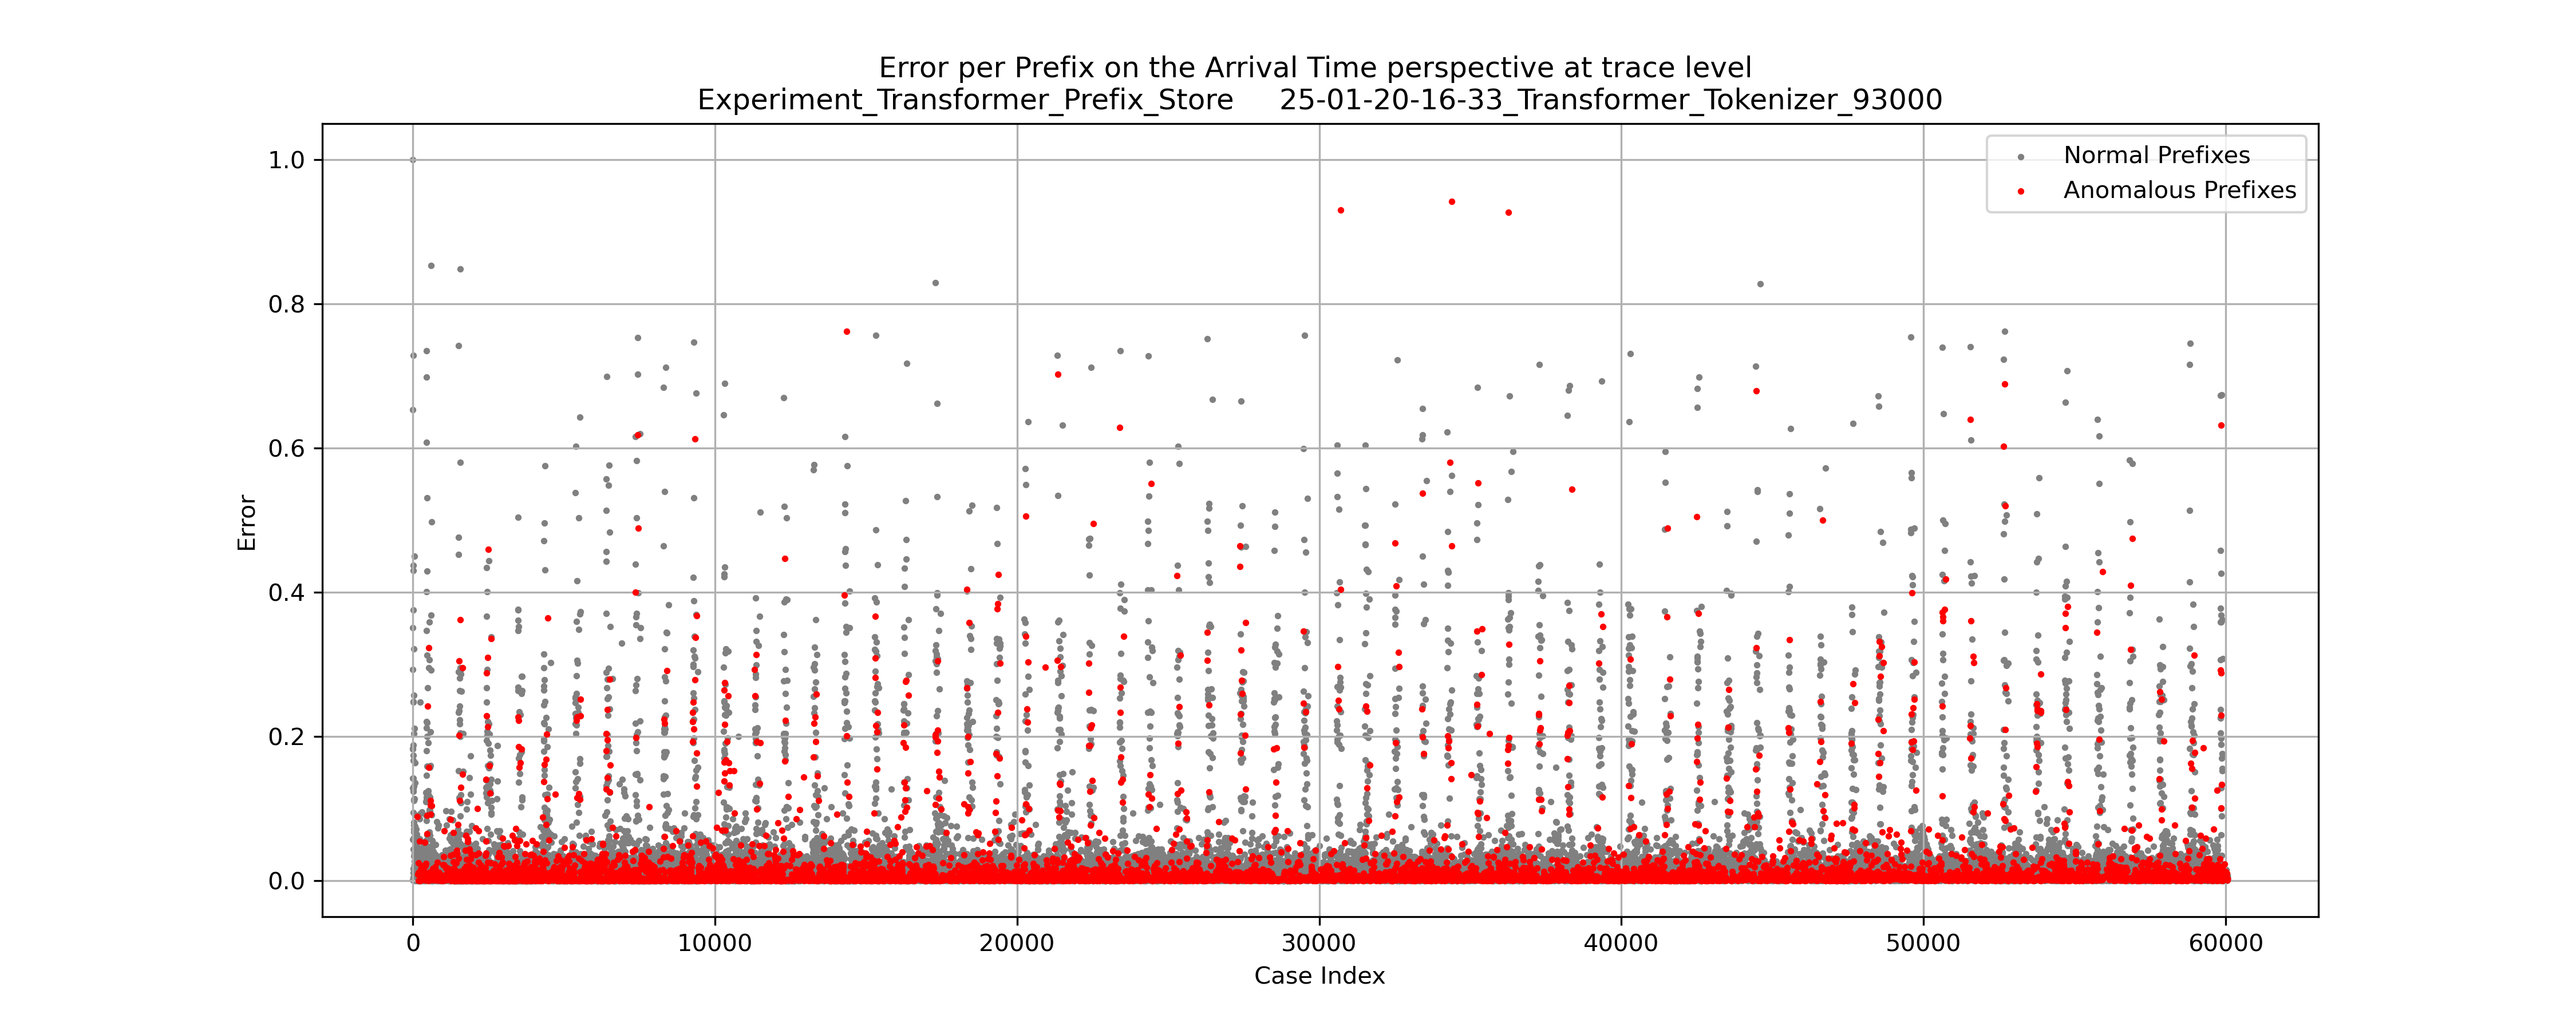 Error per Prefix on the Arrival Time perspective at trace level
Experiment_Transformer_Prefix_Store 25-01-20-16-33_Transformer_Tokenizer_93000
Normal Prefixes
Anomalous Prefixes
1.0
0.8
0.6
0.4
0.2
0.0
Error
0
10000
20000
30000
40000
50000
60000
Case Index